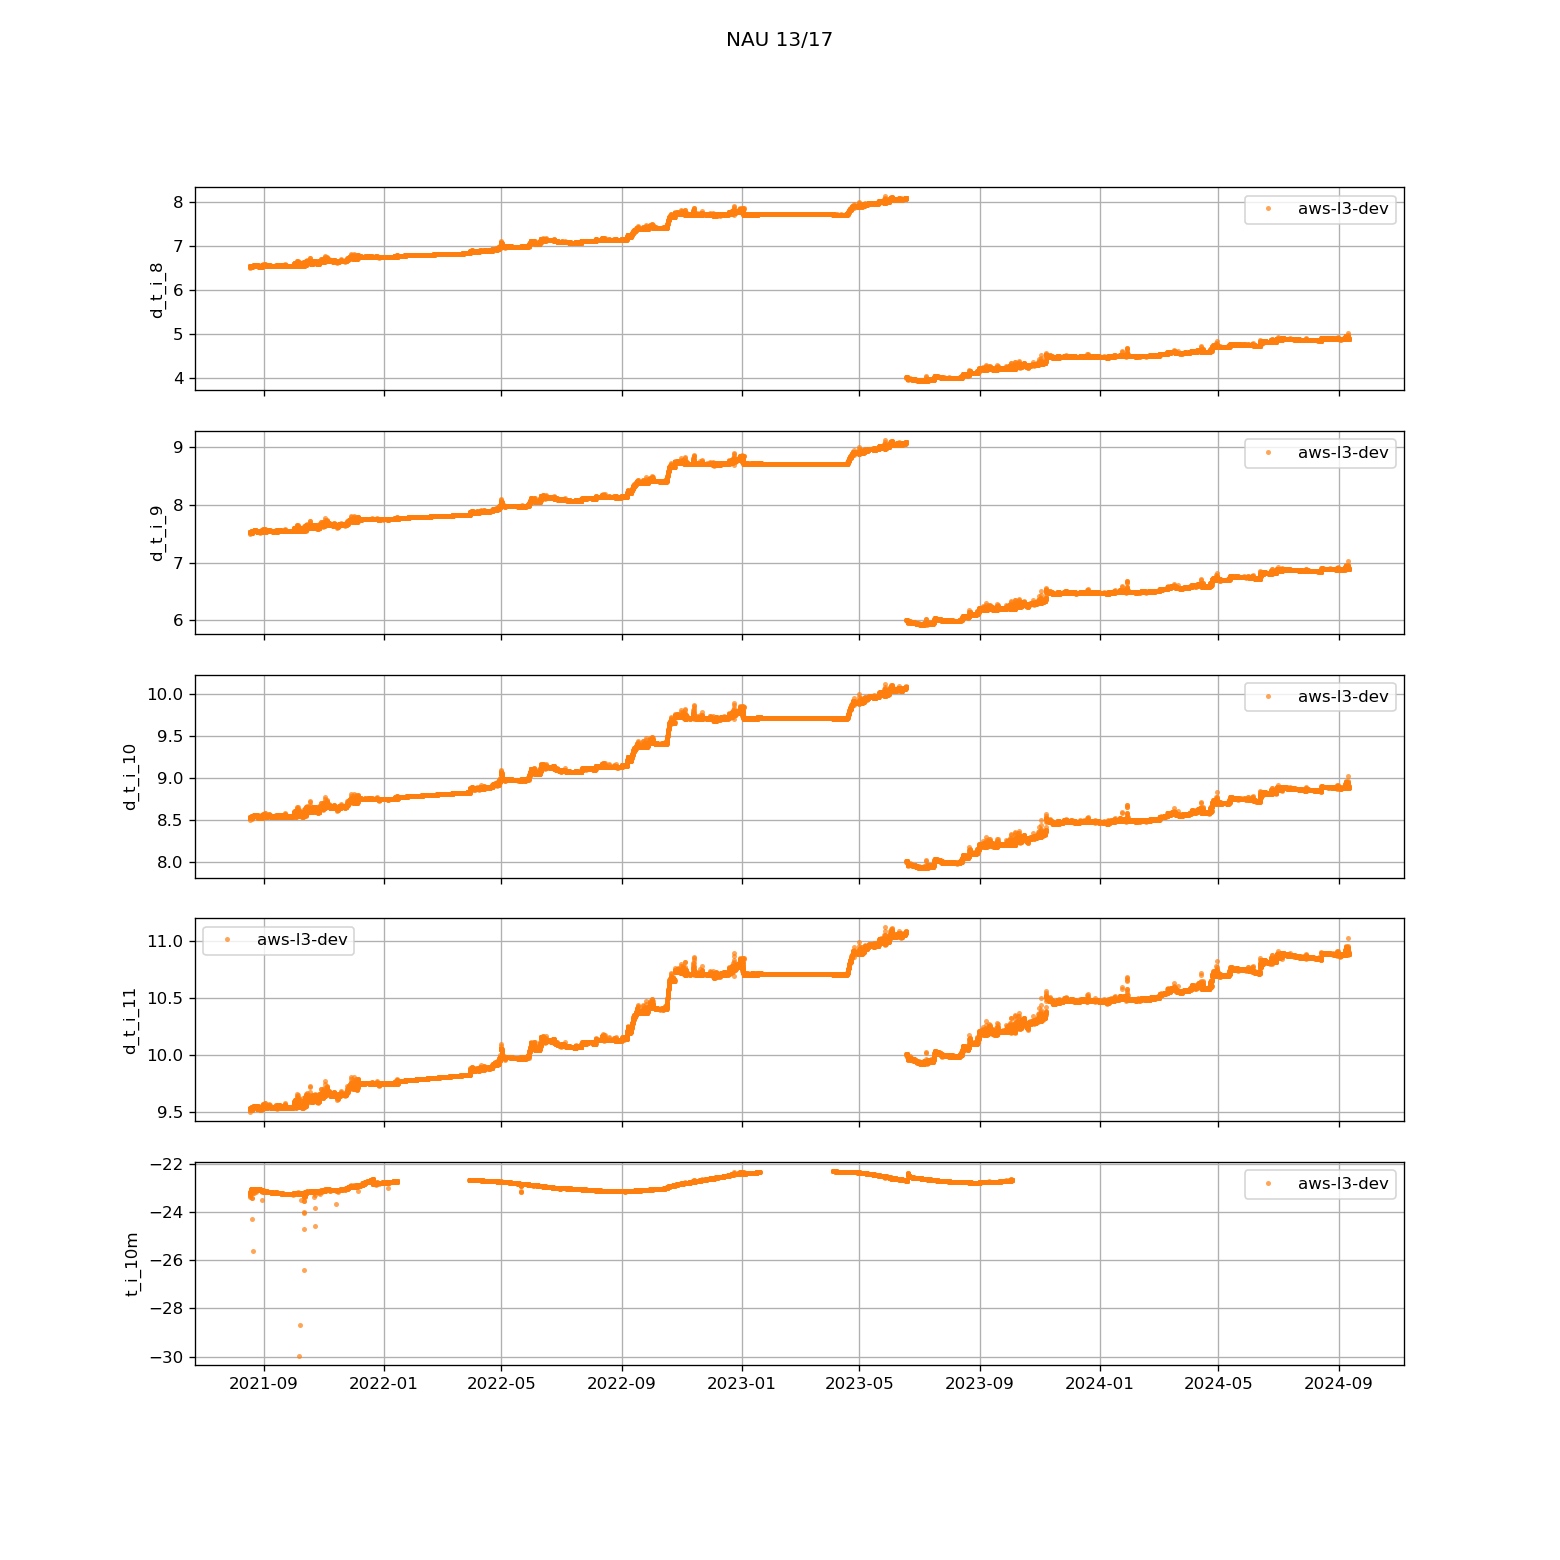 NAU 13/17
8
7
6
5
4
d_t_i_8
aws-l3-dev
9
8
7
6
d_t_i_9
aws-l3-dev
10.0
9.5
9.0
8.5
8.0
d_t_i_10
aws-l3-dev
11.0
10.5
10.0
9.5
d_t_i_11
aws-l3-dev
−22
−24
−26
−28
−30
t_i_10m
aws-l3-dev
2021-09 2022-01 2022-05 2022-09 2023-01 2023-05 2023-09 2024-01 2024-05 2024-09